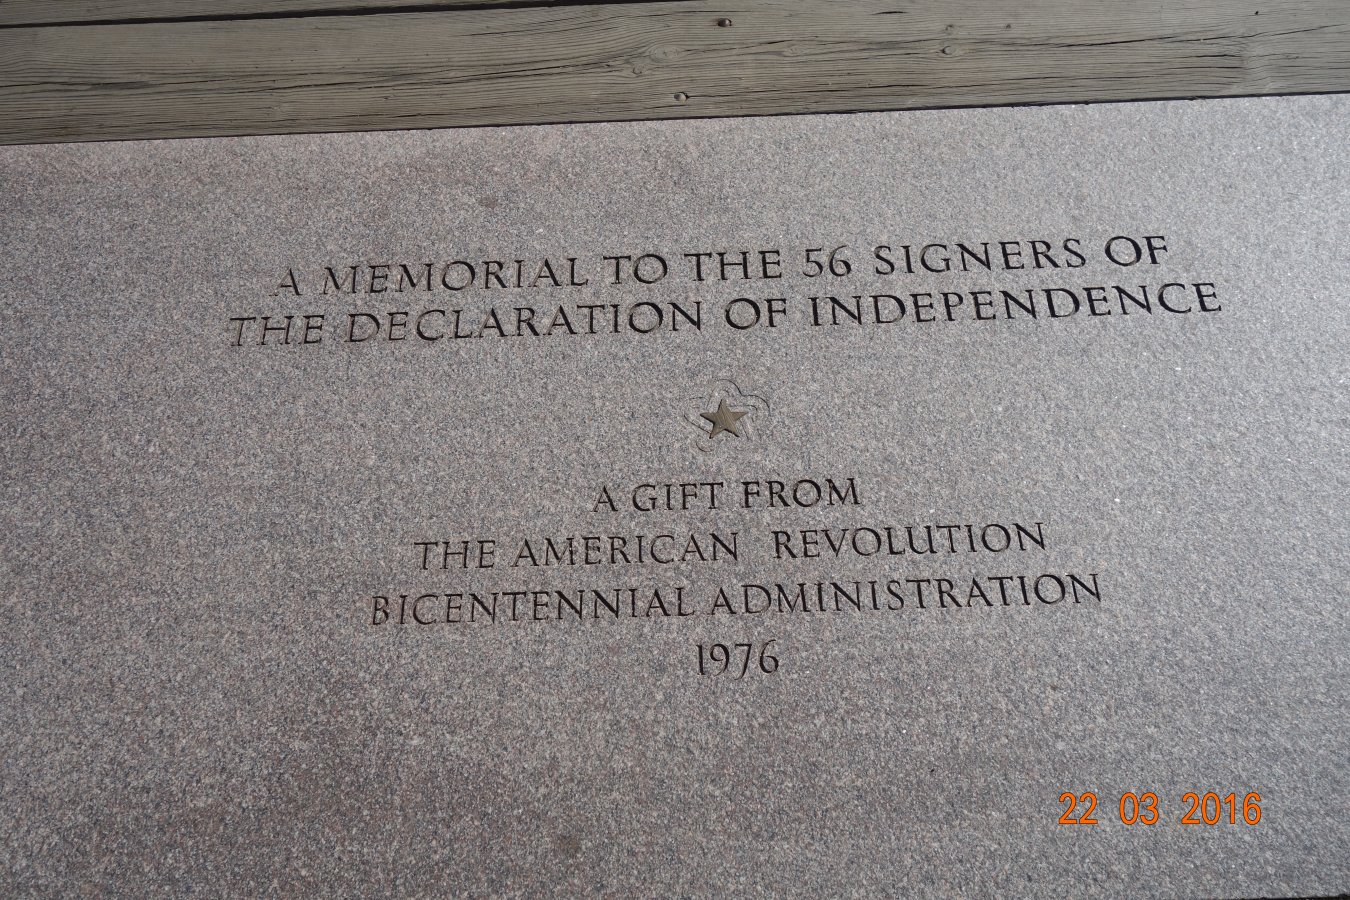 A MEMORIAL TO THE 56 SIGNERS OF
THE DECLARATION OF INDEPENDENCE
A GIFT FROM
THE AMERICAN REVOLUTION
BICENTENNIAL ADMINISTRATION
1976
22 03 2016